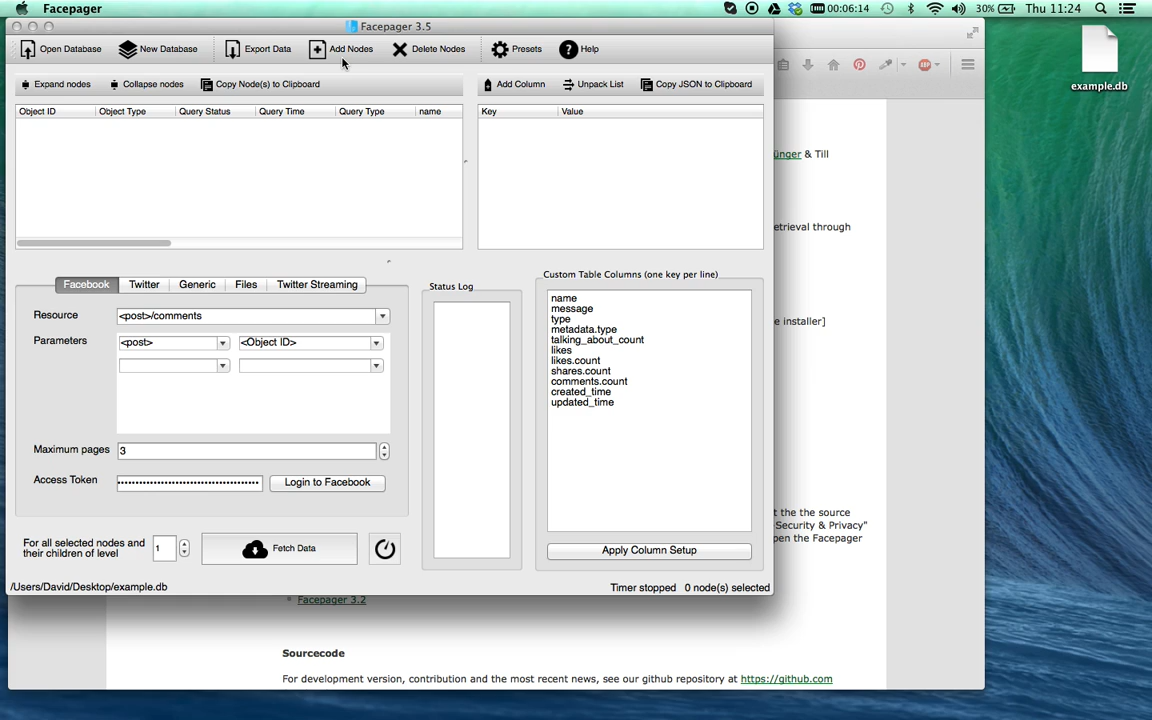 Facepager
00:06:14
30%
Thu 11:24
Facepager 3.5
Open Database
New Database
Export Data
Add Nodes
Delete Nodes
Presets
Help
Expand nodes
Collapse nodes
Copy Node(s) to Clipboard
Add Column
Unpack List
Copy JSON to Clipboard
Object ID
Object Type
Query Status
Query Time
Query Type
name
Key
Value
example.db
ünger & Till
etrieval through
e installer]
Facebook
Twitter
Generic
Files
Twitter Streaming
Resource
<post>/comments
Parameters
<post>
<Object ID>
Maximum pages
3
Access Token
Login to Facebook
For all selected nodes and
their children of level
1
Fetch Data
Status Log
Custom Table Columns (one key per line)
name
message
type
metadata.type
talking_about_count
likes
likes.count
shares.count
comments.count
created_time
updated_time
Apply Column Setup
t the the source
Security & Privacy"
pen the Facepager
/Users/David/Desktop/example.db
Timer stopped
0 node(s) selected
Facepager 3.2
Sourcecode
For development version, contribution and the most recent news, see our github repository at https://github.com